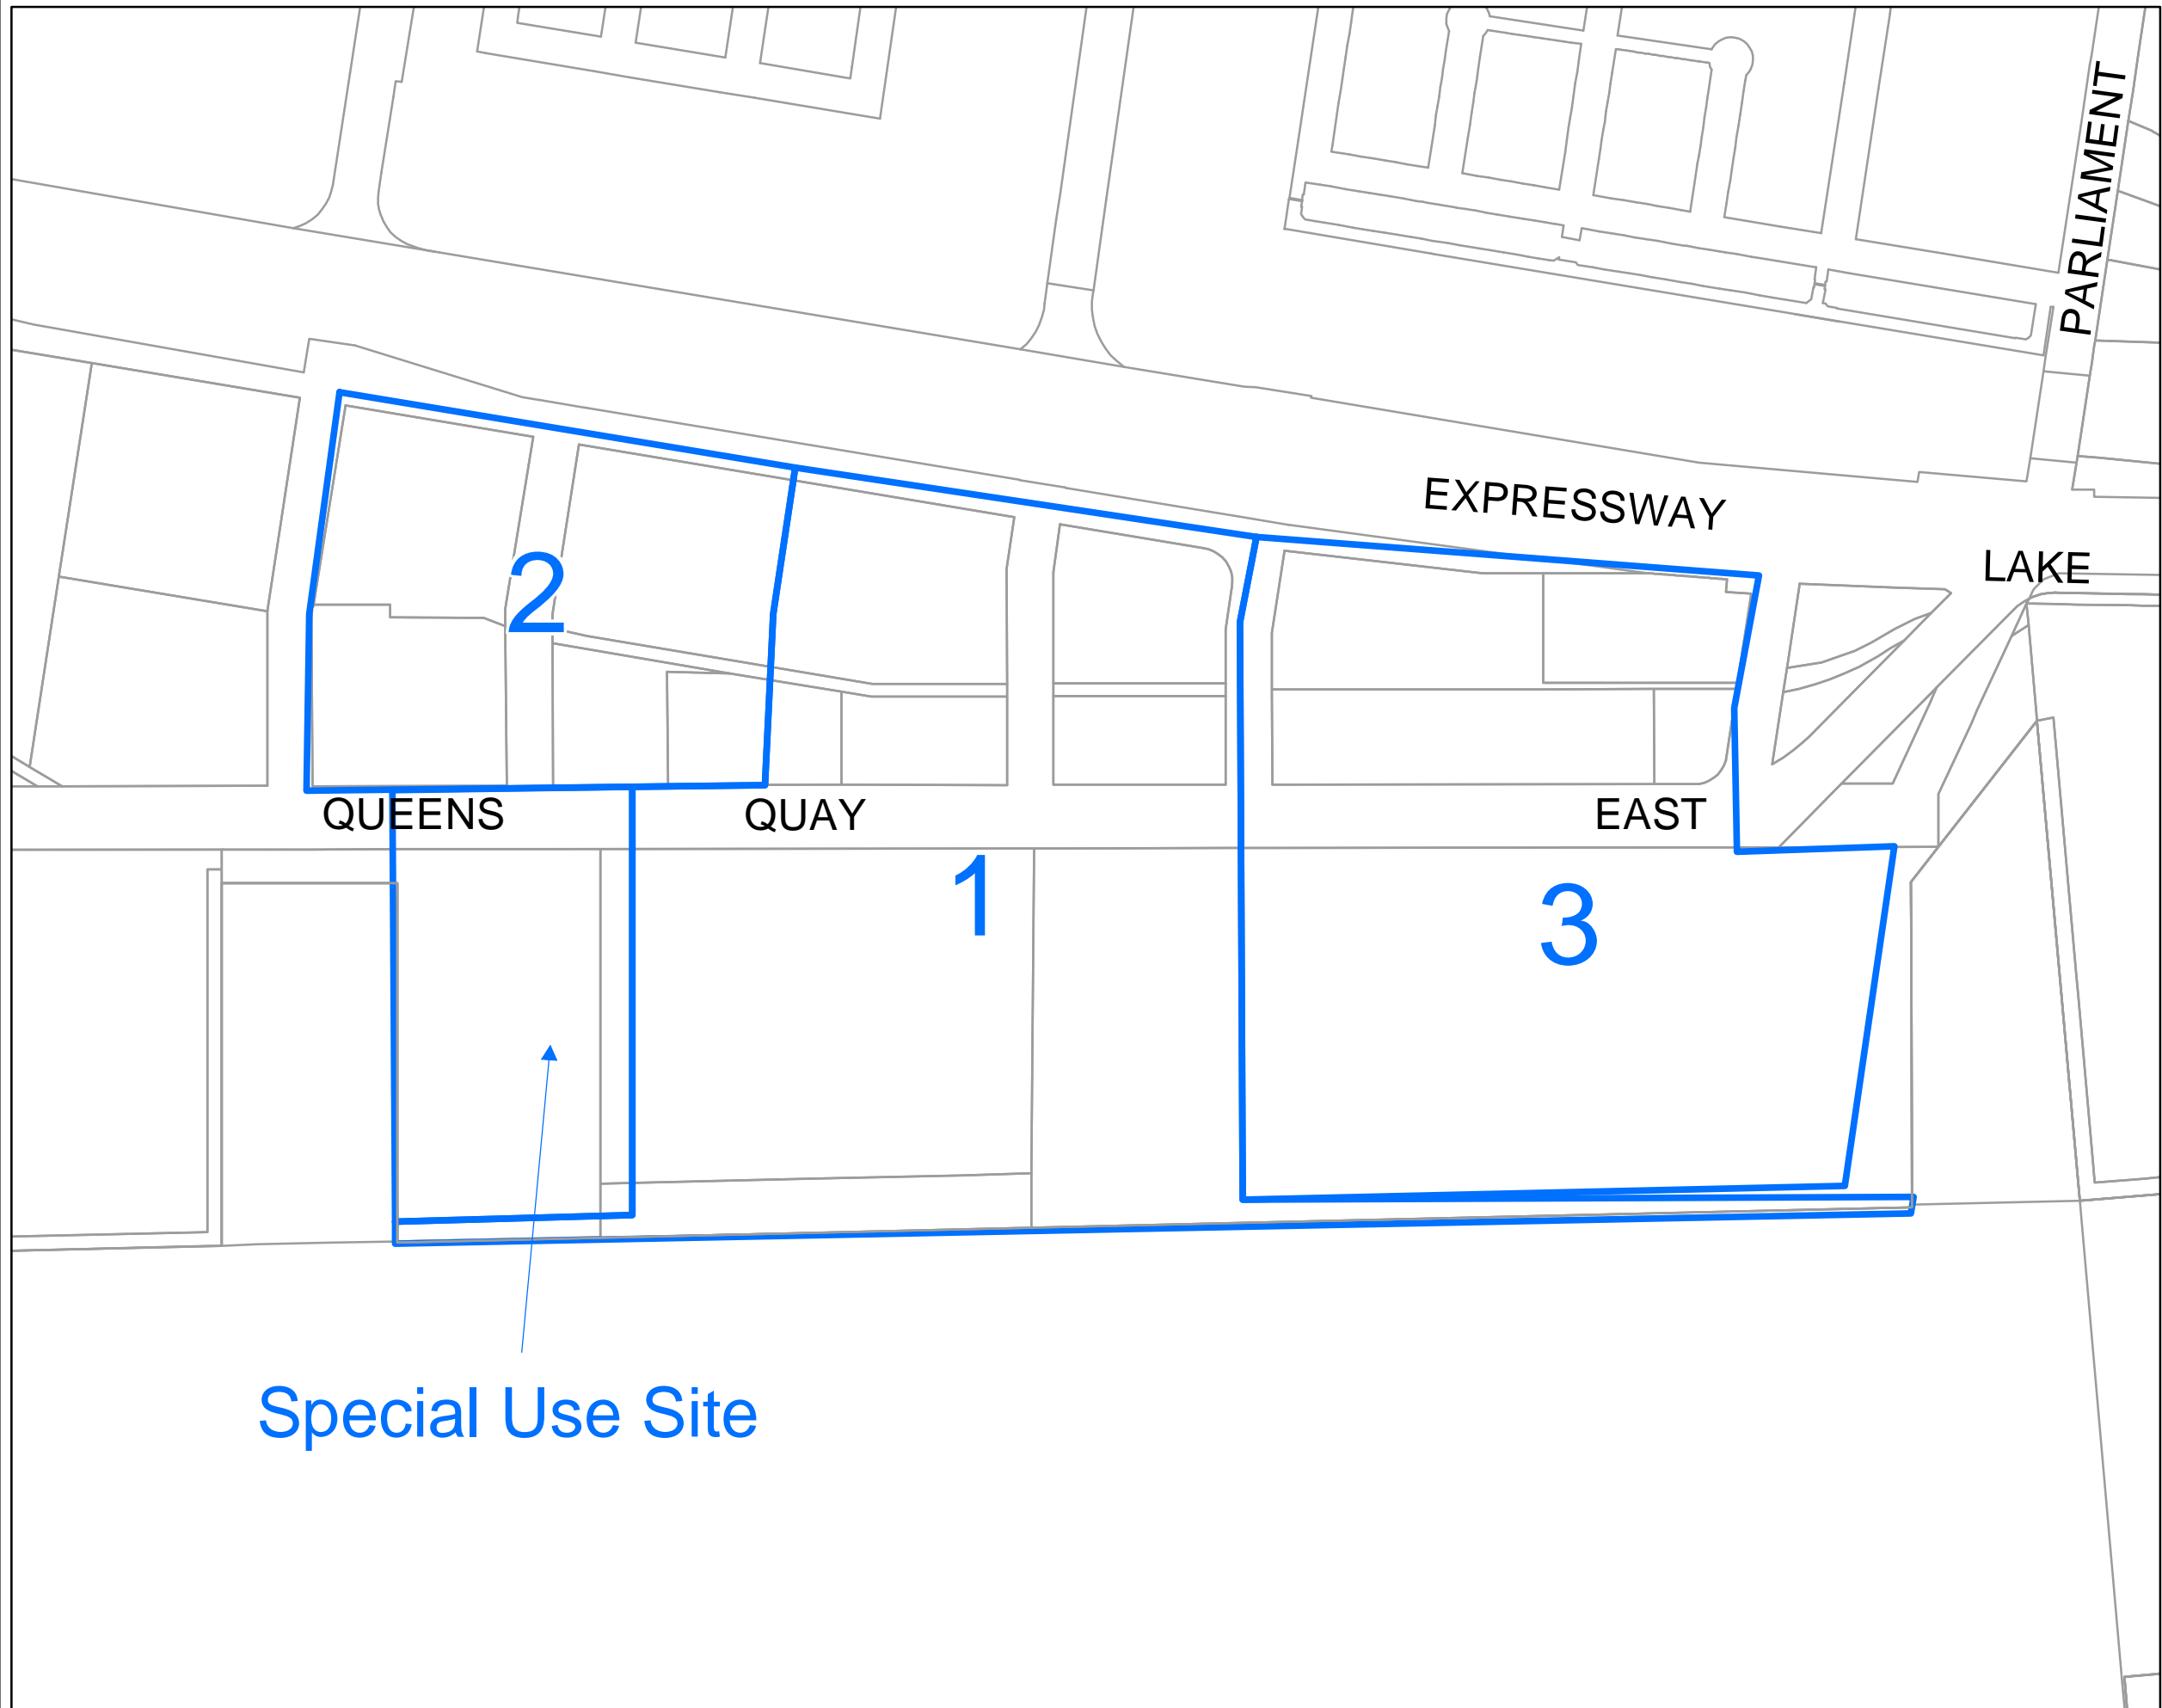 PARLIAMENT
EXPRESSWAY
LAKE
2
QUEENS QUAY EAST
1
3
Special Use Site